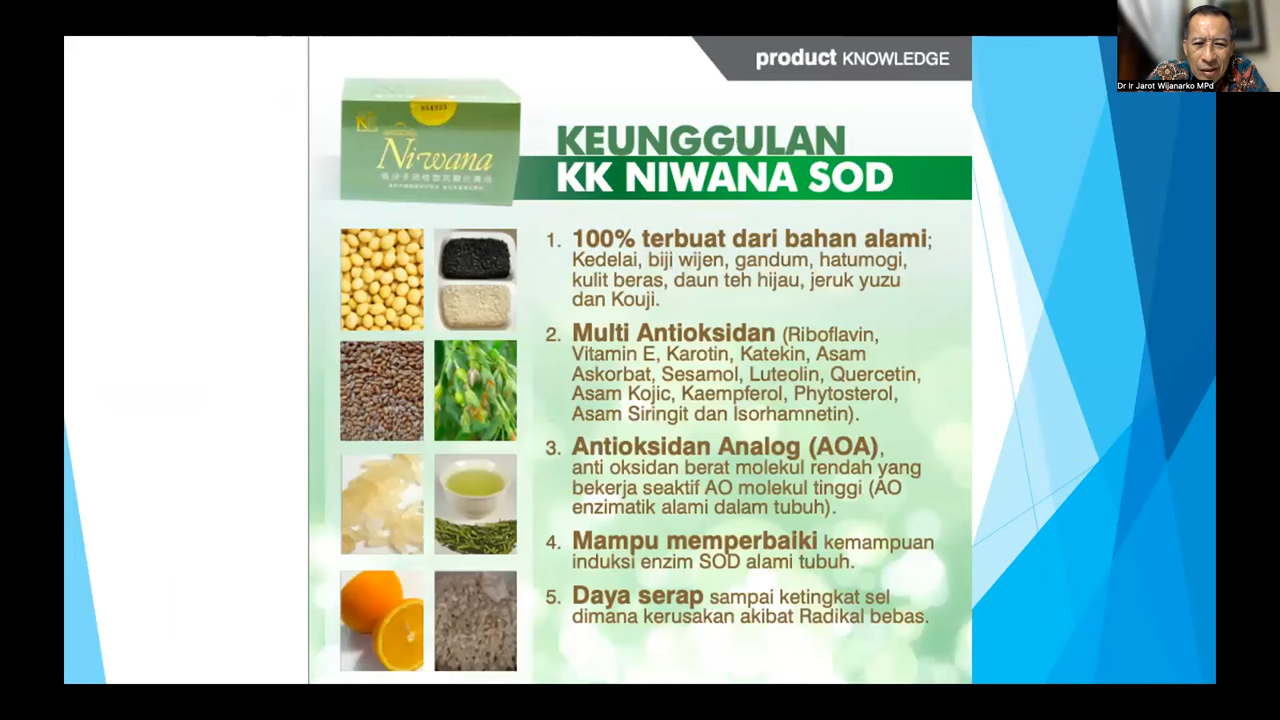 product KNOWLEDGE
Dr Ir Jarot Wijanarko MPd
Niwana
KEUNGGULAN
KK NIWANA SOD
1. 100% terbuat dari bahan alami;
Kedelai, biji wijen, gandum, hatumogi,
kulit beras, daun teh hijau, jeruk yuzu
dan Kouji.
2. Multi Antioksidan (Riboflavin,
Vitamin E, Karotin, Katekin, Asam
Askorbat, Sesamol, Luteolin, Quercetin,
Asam Kojic, Kaempferol, Phytosterol,
Asam Siringit dan Isorhamnetin).
3. Antioksidan Analog (AOA),
anti oksidan berat molekul rendah yang
bekerja seaktif AO molekul tinggi (AO
enzimatik alami dalam tubuh).
4. Mampu memperbaiki kemampuan
induksi enzim SOD alami tubuh.
5. Daya serap sampai ketingkat sel
dimana kerusakan akibat Radikal bebas.